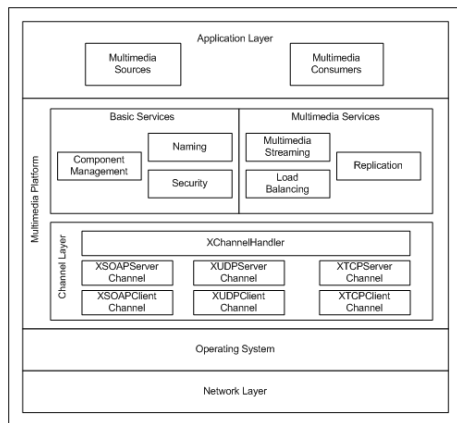 Application Layer
Multimedia
Sources
Multimedia
Consumers
Multimedia Platform
Basic Services
Component
Management
Naming
Security
Multimedia Services
Multimedia
Streaming
Load
Balancing
Replication
Channel Layer
XChannelHandler
XSOAPServer
Channel
XUDPServer
Channel
XTCPServer
Channel
XSOAPClient
Channel
XUDPClient
Channel
XTCPClient
Channel
Operating System
Network Layer